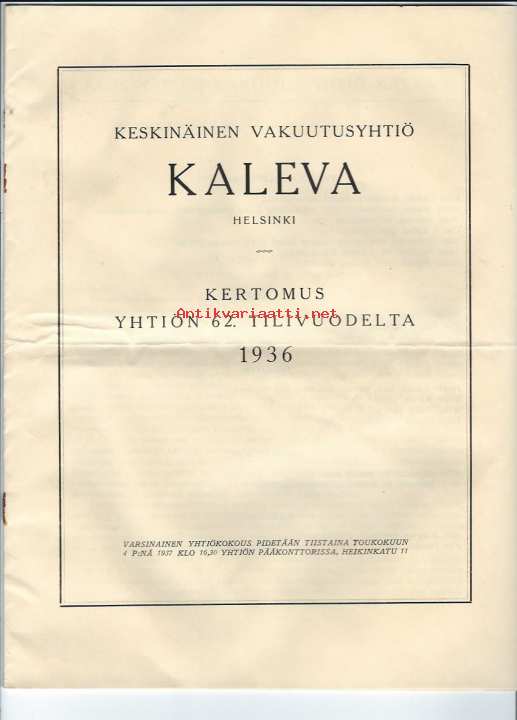 KESKINÄINEN VAKUUTUSYHTIÖ
KALEVA
HELSINKI
KERTOMUS
Antikvariaatti.net
YHTIÖN 62. TILIVUODELTA
1936
VARSINAINEN YHTIÖKOKOUS PIDETÄÄN TIISTAINA TOUKOKUUN
4 P:NÄ 1937 KLO 16,30 YHTIÖN PÄÄKONTTORISSA, HEIKINKATU 11